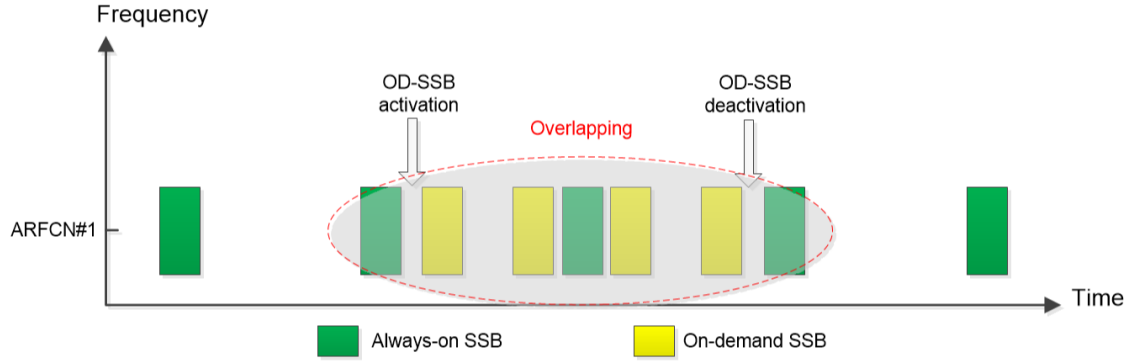 Frequency
OD-SSB
activation
OD-SSB
deactivation
Overlapping
ARFCN#1
Time
Always-on SSB
On-demand SSB